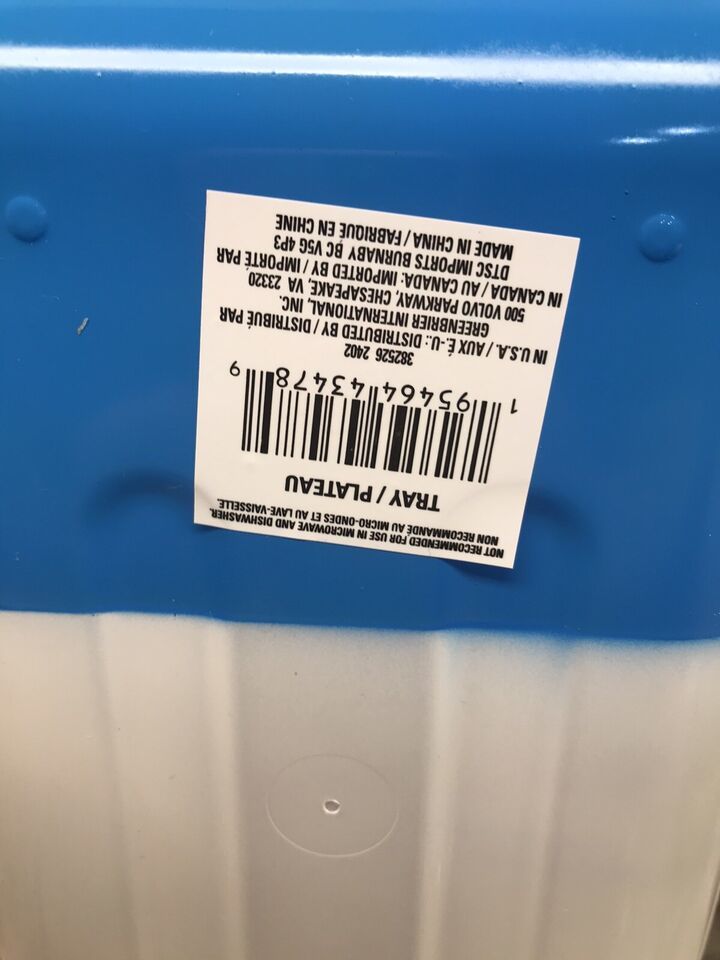 NOT RECOMMENDED FOR USE IN MICROWAVE AND DISHWASHER.
NON RECOMMANDÉ AU MICRO-ONDES ET AU LAVE-VAISSELLE.
TRAY / PLATEAU
1 95464 43478 9
382526 2402
IN U.S.A. / AUX É.-U.: DISTRIBUTED BY / DISTRIBUÉ PAR
GREENBRIER INTERNATIONAL, INC.
500 VOLVO PARKWAY, CHESAPEAKE, VA 23320
IN CANADA / AU CANADA: IMPORTED BY / IMPORTÉ PAR
DTSC IMPORTS BURNABY BC V5G 4P3
MADE IN CHINA / FABRIQUÉ EN CHINE